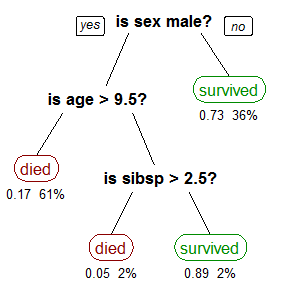 yes is sex male? no
survived
0.73 36%
is age > 9.5?
died
0.17 61%
is sibsp > 2.5?
died survived
0.05 2% 0.89 2%